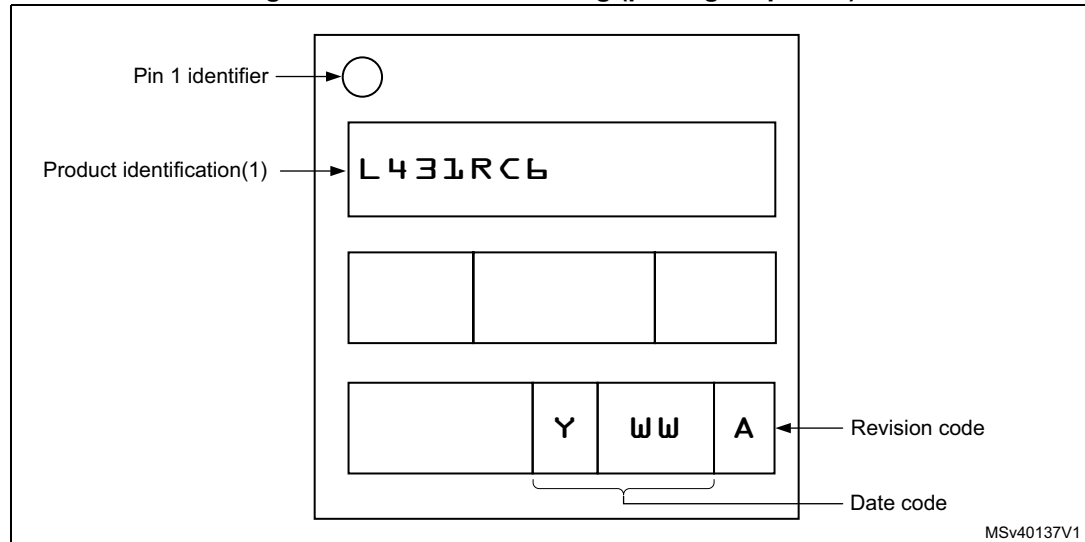 Pin 1 identifier
Product identification(1)
L431RC6
Y WW A
Revision code
Date code
MSv40137V1